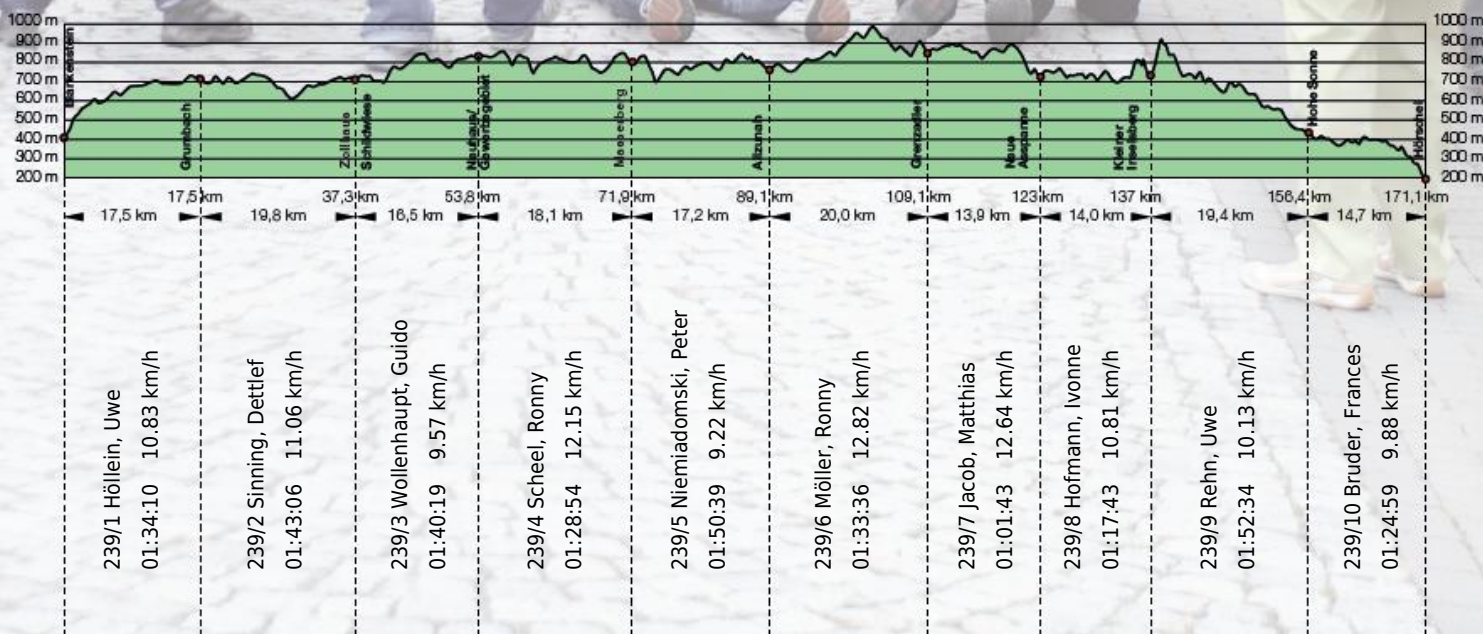 1000 m
900 m
800 m
700 m
600 m
500 m
400 m
300 m
200 m
1000 m
900 m
800 m
700 m
600 m
500 m
400 m
300 m
200 m
Blankenstein
Grumbach
Zollhaus
Schildwiese
Neuhaus/
Masserberg
Allzunah
Grenzadler
Neue
Ausspanne
Kleiner
Inselsberg
Hohe Sonne
Hörschel
17,5 km
37,3 km
53,8 km
71,9 km
89,1 km
109,1 km
123 km
137 km
156,4 km
171,1 km
17,5 km
19,8 km
16,5 km
18,1 km
17,2 km
20,0 km
13,9 km
14,0 km
19,4 km
14,7 km
239/1 Höllein, Uwe
01:34:10 10.83 km/h
239/2 Sinning, Dettlef
01:43:06 11.06 km/h
239/3 Wollenhaupt, Guido
01:40:19 9.57 km/h
239/4 Scheel, Ronny
01:28:54 12.15 km/h
239/5 Niemiadomski, Peter
01:50:39 9.22 km/h
239/6 Möller, Ronny
01:33:36 12.82 km/h
239/7 Jacob, Matthias
01:01:43 12.64 km/h
239/8 Hofmann, Ivonne
01:17:43 10.81 km/h
239/9 Rehn, Uwe
01:52:34 10.13 km/h
239/10 Bruder, Frances
01:24:59 9.88 km/h